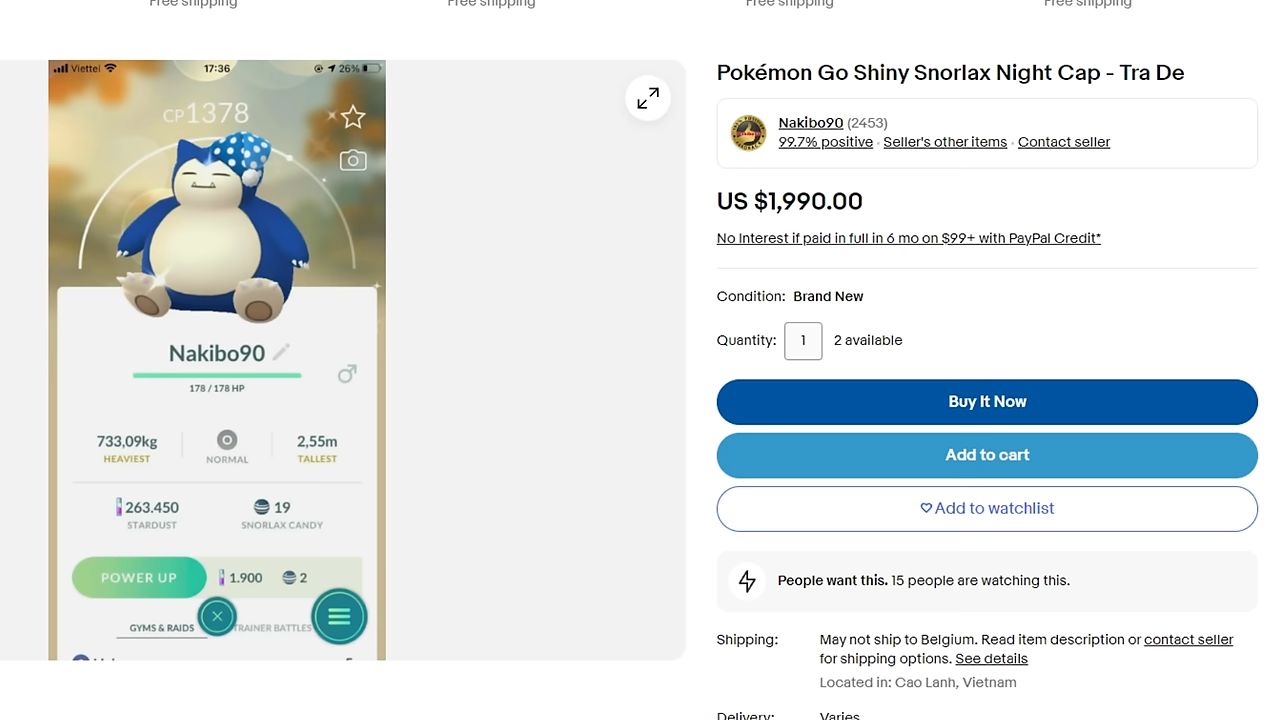 Free shipping
Free shipping
Free shipping
Free shipping
Viettel
17:36
26%
CP1378
Nakibo90
178 / 178 HP
733,09kg
HEAVIEST
NORMAL
2,55m
TALLEST
263.450
STARDUST
19
SNORLAX CANDY
POWER UP
1.900
2
GYMS & RAIDS
TRAINER BATTLES
Pokémon Go Shiny Snorlax Night Cap - Tra De
Nakibo90 (2453)
99.7% positive · Seller's other items · Contact seller
US $1,990.00
No Interest if paid in full in 6 mo on $99+ with PayPal Credit*
Condition: Brand New
Quantity: 1 2 available
Buy It Now
Add to cart
Add to watchlist
People want this. 15 people are watching this.
Shipping: May not ship to Belgium. Read item description or contact seller
for shipping options. See details
Located in: Cao Lanh, Vietnam
Delivery: Varies